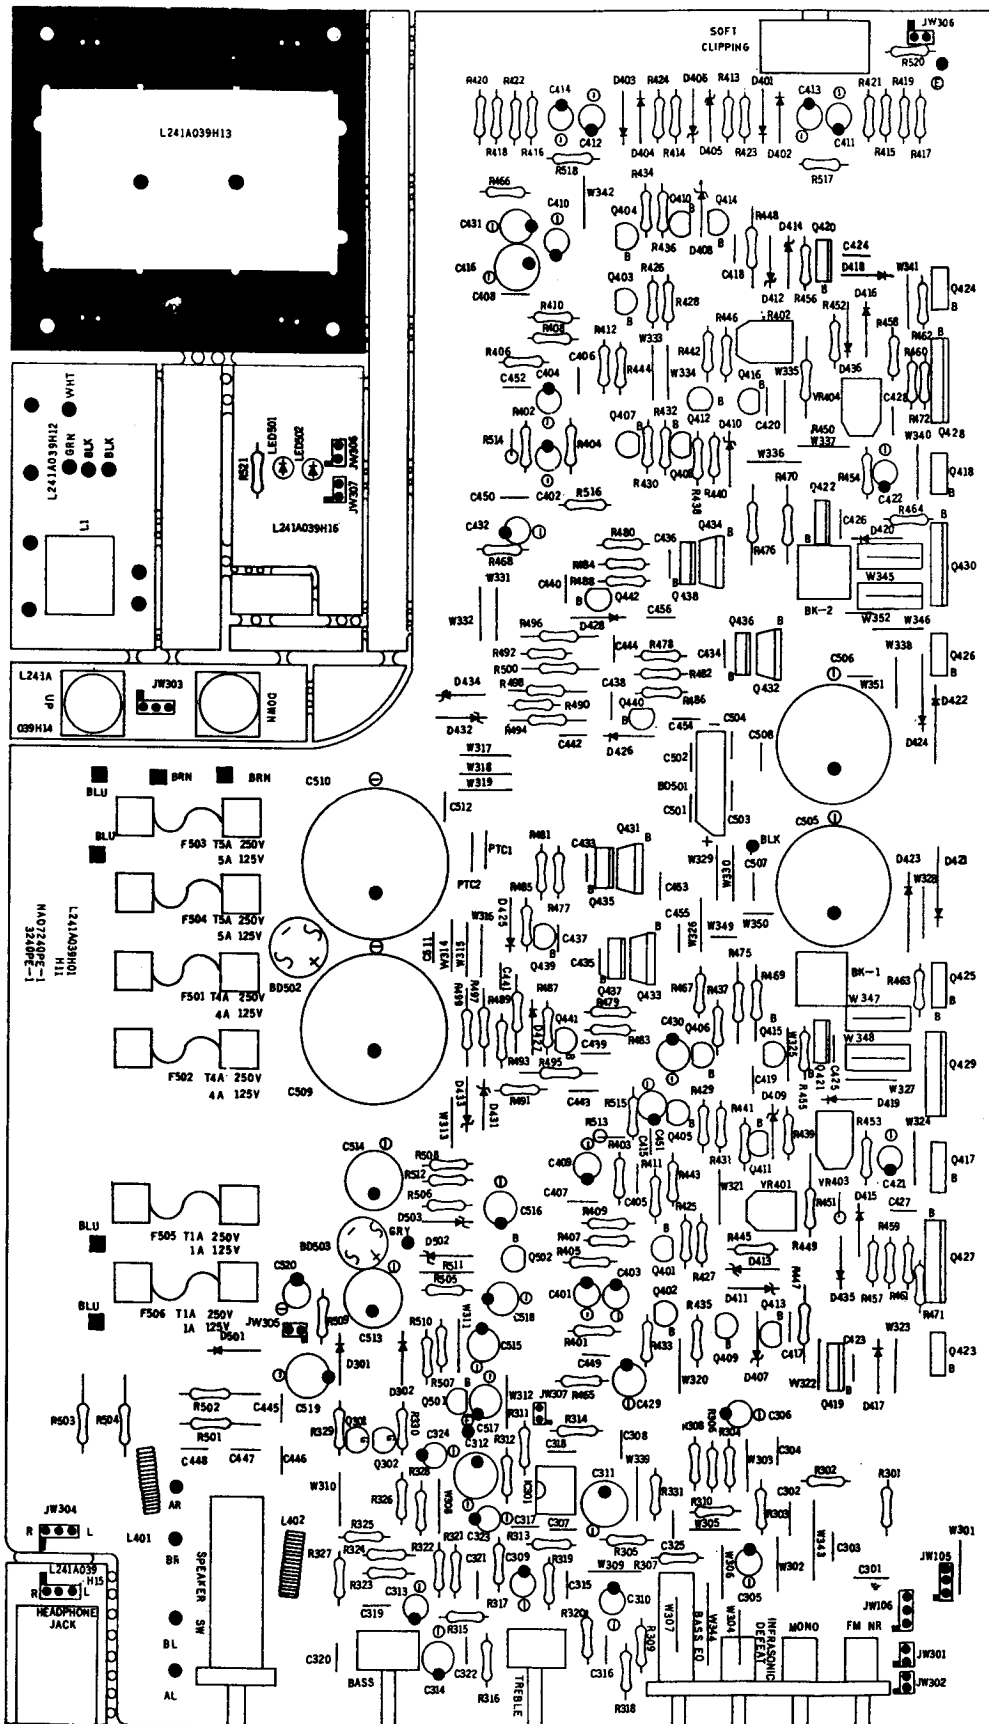 SOFT
CLIPPING
JW306
R520
E
R420 R422 C414 D403 R424 D406 R413 D401 C413 R421 R419
L241A039H13
R418 R416 C412 D404 R414 D405 R423 D402 C411 R415 R417
R518 R517
R434
R466 W342
C410 Q404 Q410 Q414
C431 B B R448 D414 Q420
R436 D408 C424
C416 C418 D418 W341
Q403 R426 Q424
C408 D412 R456 B B
R410 B R428 R402 R452 D416
R408 R412 W333 R446 R458 R462
R406 C406 R442 R460
C452 C404 R444 W334 Q416 W335 D436
R402 Q407 R432 Q412 VR404 C428 R472
D410 C420 R450 Q428
R514 R404 B B W337 W340
WHT
L241A039H12
GRN
BLK
BLK
R521
LED501
LED502
JW306
JW307
L241A039H16
L1
W336 Q418
R430 Q408 R470 Q422 R454
C450 C402 R516 R438 R440 C422 B
C432 Q434 C426 R464
R480 C436 B D420 B
R468 R476 B
W331 R484 W345 Q430
C440 R488
Q442 Q438 BK-2
B D428 C456 W352 W346
W332 R496 Q436
R492 C444 R478 C434 B W338 Q426
R500 R482 C506
L241A
UP
JW303
DOWN
039H14
D434 R498 C438 Q432 W351 B
R490 Q440 R486 D422
D432 R494 B C454 C504
C442 D426 D424
W317 C502 C508
W318
W319 BD501
BLU BRN BRN
C510 C512 C501 C503
BLU
F503 T5A 250V
5A 125V
PTC1 R481 C433 Q431 W329 BLK C505 D423 D421
B W330 C507 W328
PTC2 R485 R477 Q435 C453
F504 T5A 250V
5A 125V
W316 D425 Q439 C437 C455 W326 W349 W350
L241A039H01
H11
NAD7240PE-1
3240PE-1
BD502 C511 W314 W315 B C435 R475 BK-1 R463 Q425
F501 T4A 250V
4A 125V
R499 R497 R489 C441 R487 Q437 Q433 R467 R437 R469 B
R479 W347
D427 Q441 C430 Q406 Q415
F502 T4A 250V
4A 125V
R493 R483 W325 W348 Q429
R495 C439 B B C419 Q421 C425
C509 R491 C443 R515 R429 D409 R455 W327
D433 D431 R441 D419 B
W313 R513 C451 Q405 R439 R453 W324
C514 R508 R403 C415 R431 Q411 Q417
R512 C409 R411 R443 C421
R506 C407 C405 W321 VR401 VR403 D415 C427 B
BLU
D503 C516 R409 R425 R451 R459
F505 T1A 250V
1A 125V
BD503 GRY R407 R445 R449 Q427
D502 Q502 R405 R427 D413
C520 R511 Q401 D411 D435 R457 R461 R471
R505 C401 C403 R447
BLU
F506 T1A 250V
1A 125V
C518 Q402 R435 Q413
D501 JW305 R509 C513 R510 W311 R401 B B C423 W323
R433 Q423
D301 C515 C449 Q409 D407 C417 B
R507
D302 W320 W322 Q419 D417
R503 R504 R502 C445 C519 Q501 B W312 JW307 R465 C429
R501 R329 Q301 R330 C517 R311 R314 R308 R306 R304 C306
C448 C447 C446 Q302 C324 C312 R312 C318 C308 W303 C304
R328 C311 W339 R302 R301
AR W310 R326 W308 IC301 R331 R310 C302
R325 C317 C307 R303
JW304
R L
L401 BR L402 C323 R313 R305 W305 W343 C303 W301
R327 R324 R322 R321 C321 C309 R319 W309 R307 C325 W306 W302 JW105
L241A039
H15
R L
HEADPHONE
JACK
SPEAKER SW
R323 C313 R317 C315 C310 C305 C301
C319 R315 R320 R309 W307 W344 W304 JW106
BASS EQ INFRASONIC DEFEAT MONO FM NR
BL JW301
C320 C322 C316
AL BASS C314 R316 TREBLE R318 JW302